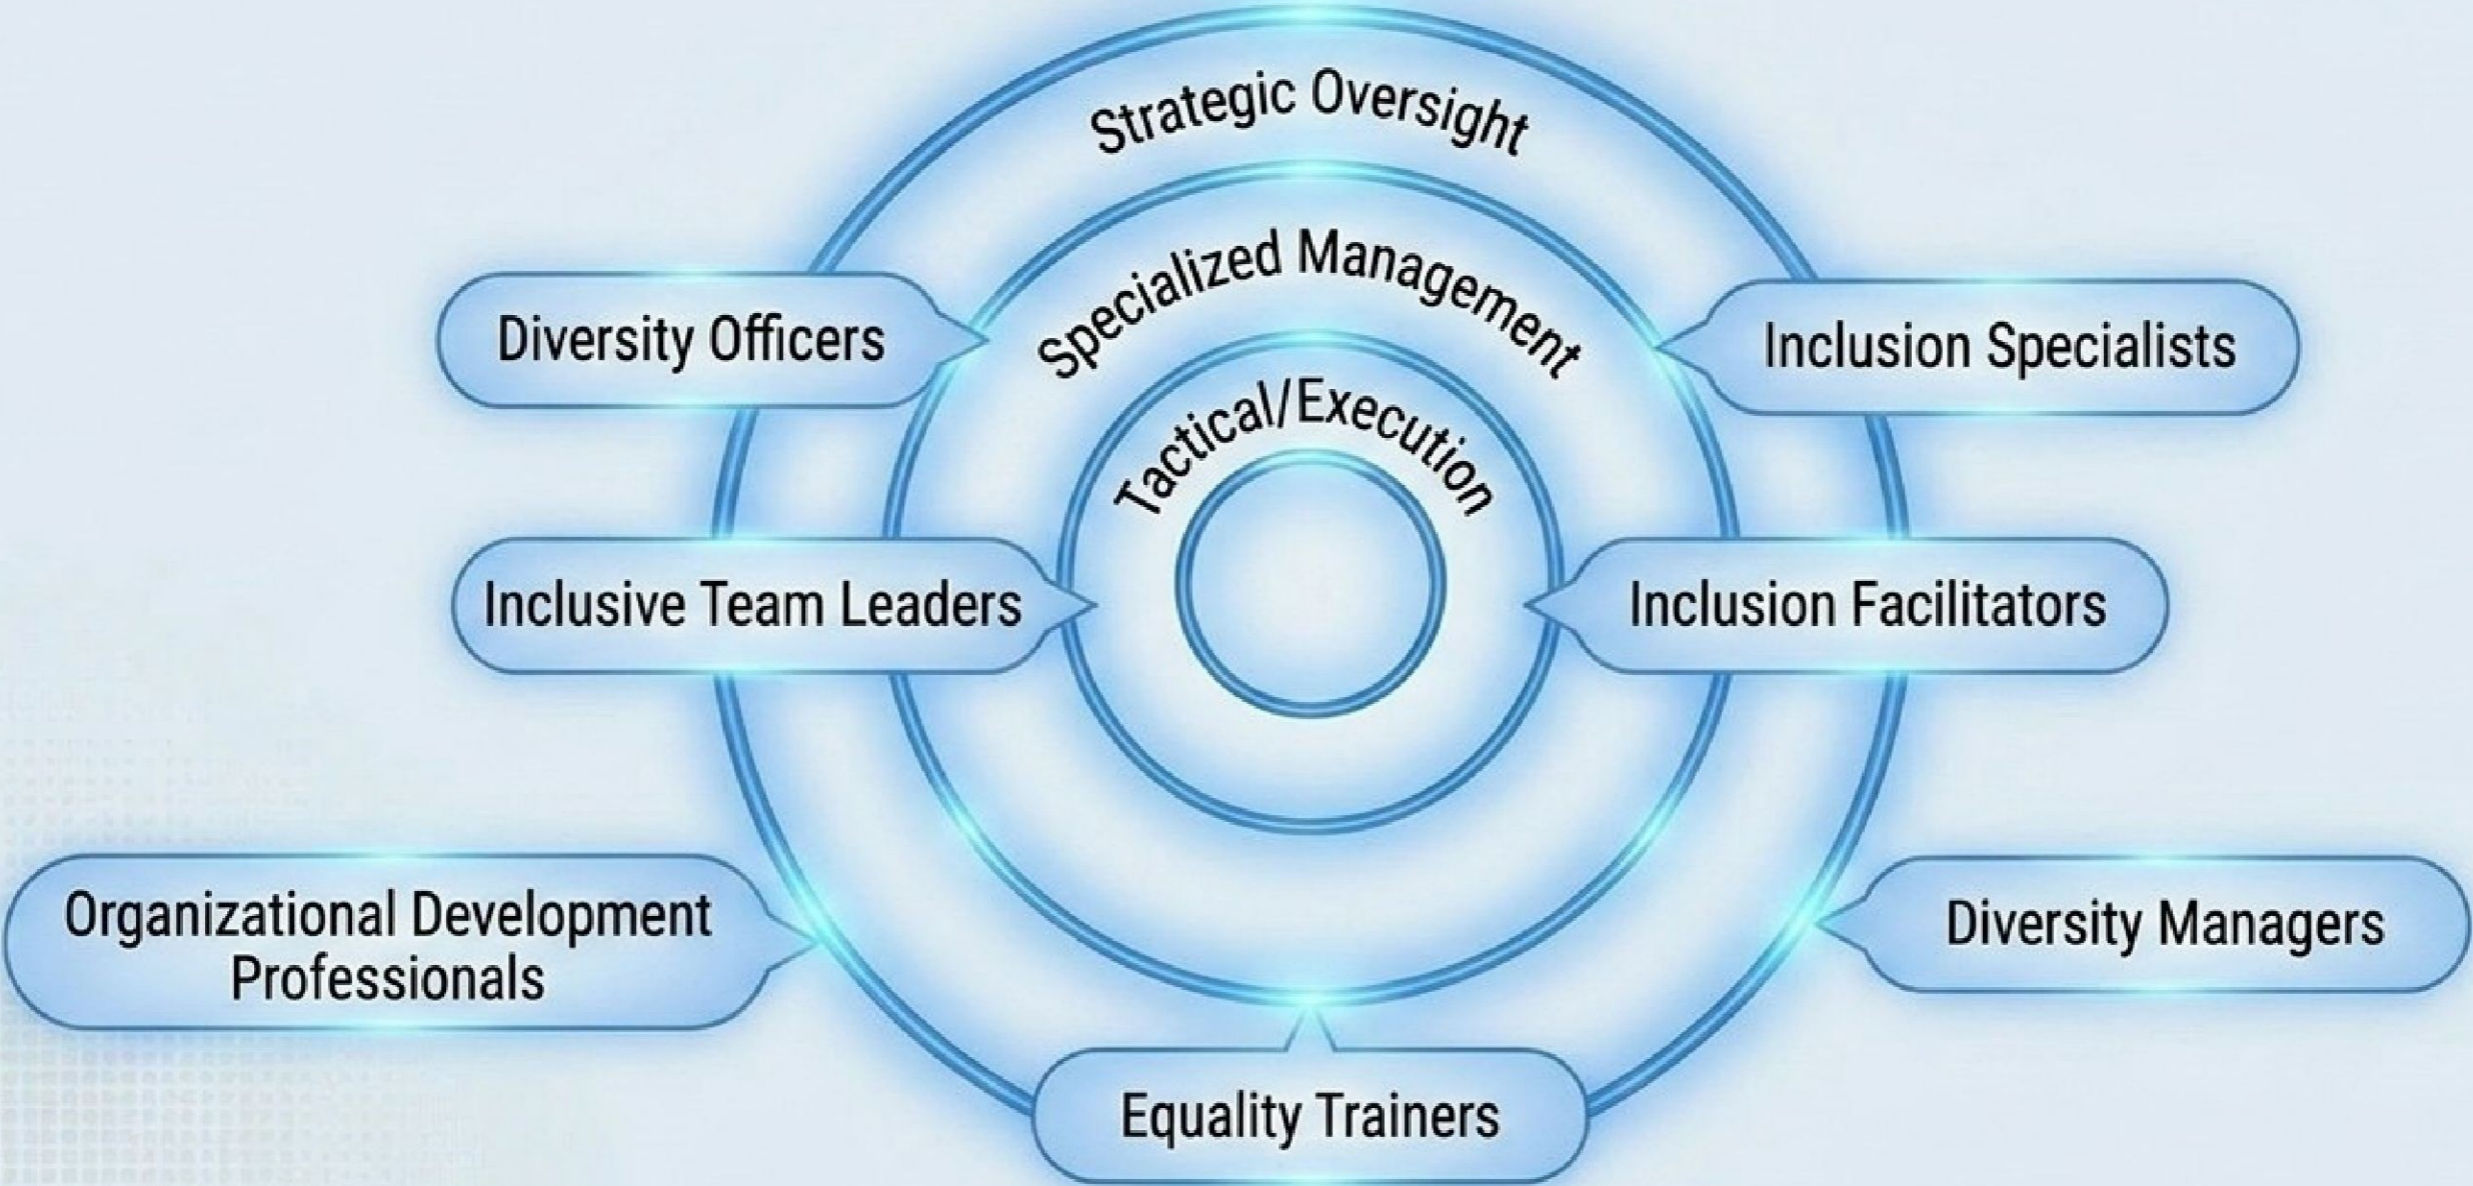 Strategic Oversight
Specialized Management
Tactical/Execution
Diversity Officers
Inclusion Specialists
Inclusive Team Leaders
Inclusion Facilitators
Organizational Development
Professionals
Diversity Managers
Equality Trainers